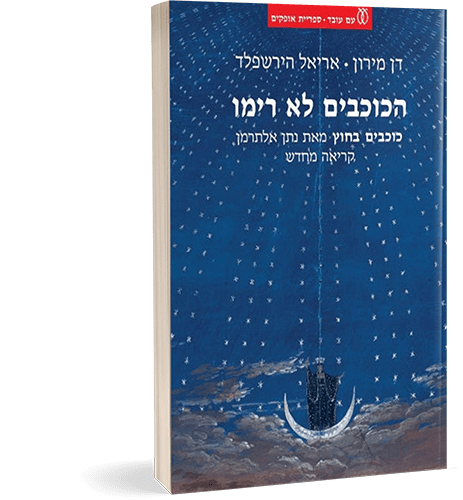 עם עובד • ספריית אופקים
דן מירון • אריאל הירשפלד
הכוכבים לא רימו
כוכבים בחוץ מאת נתן אלתרמן
קריאה מחדש